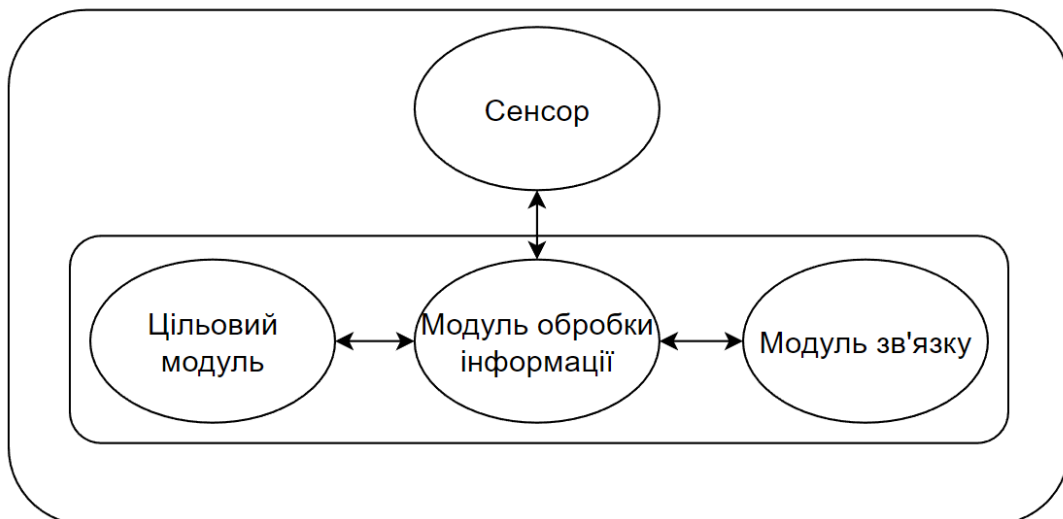 Сенсор
Цільовий
модуль
Модуль обробки
інформації
Модуль зв'язку